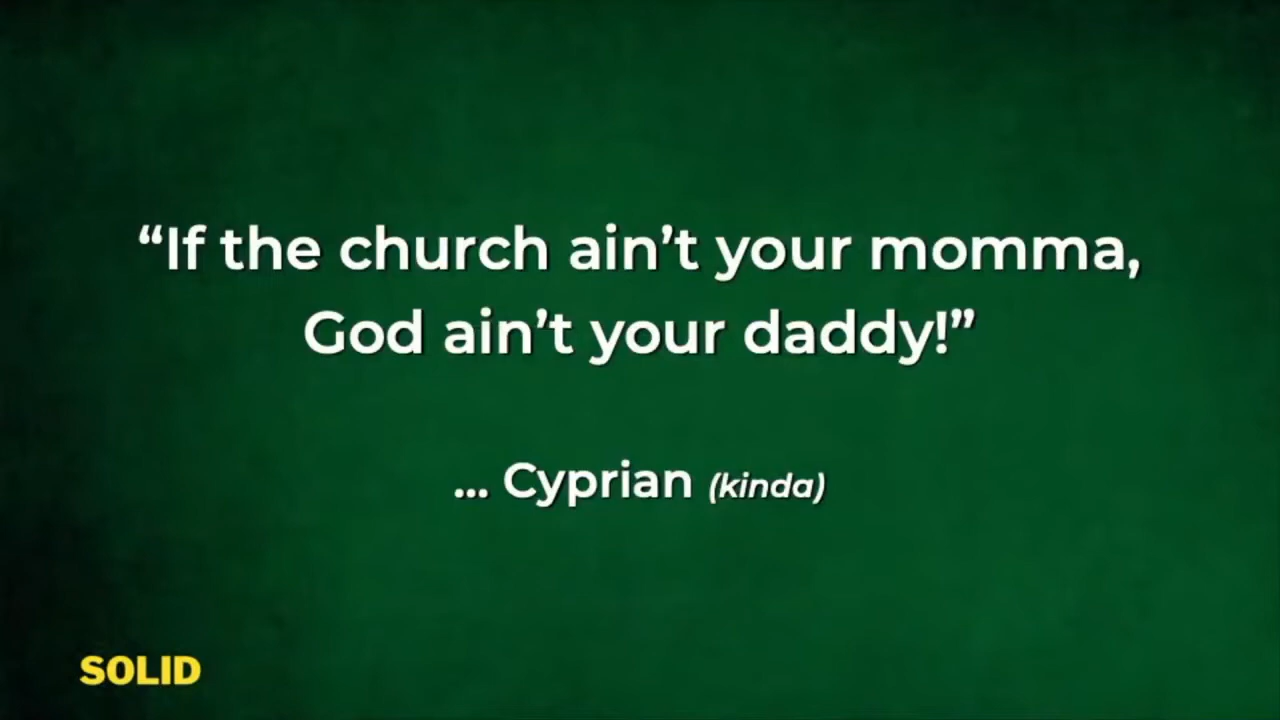 “If the church ain’t your momma,
God ain’t your daddy!”
... Cyprian (kinda)
SOLID